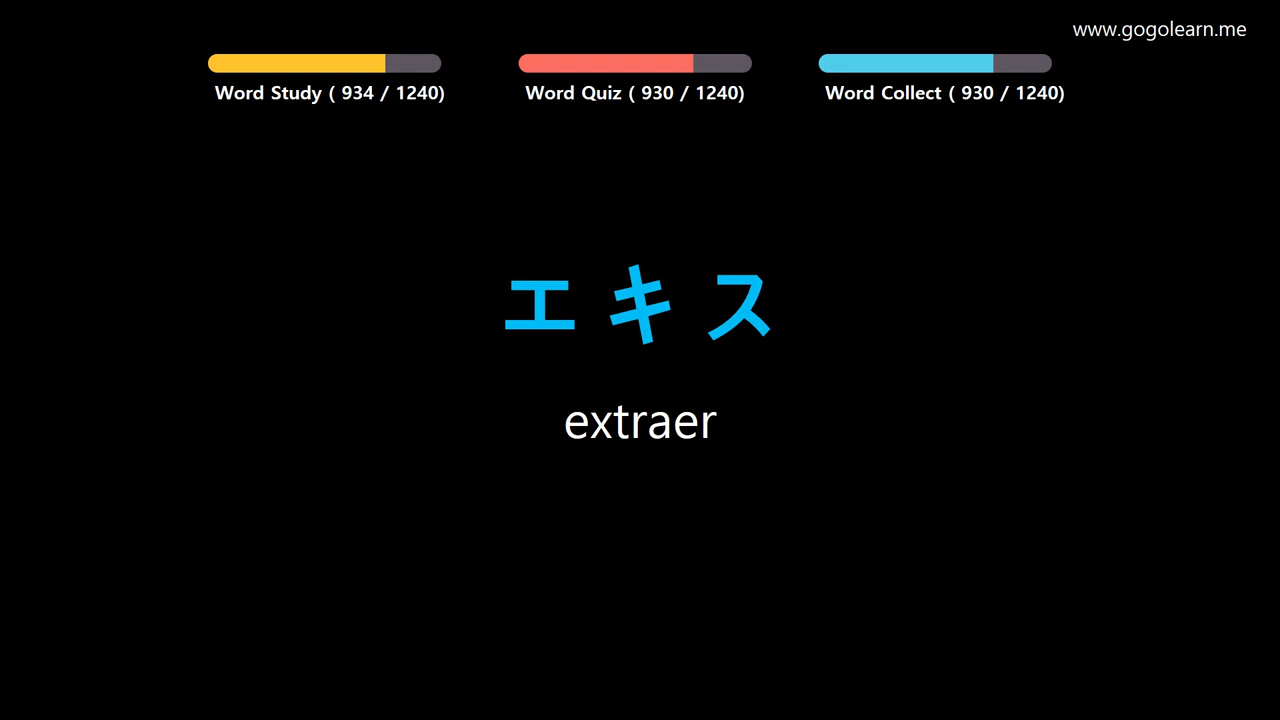 www.gogolearn.me
Word Study ( 934 / 1240)
Word Quiz ( 930 / 1240)
Word Collect ( 930 / 1240)
エキス
extraer